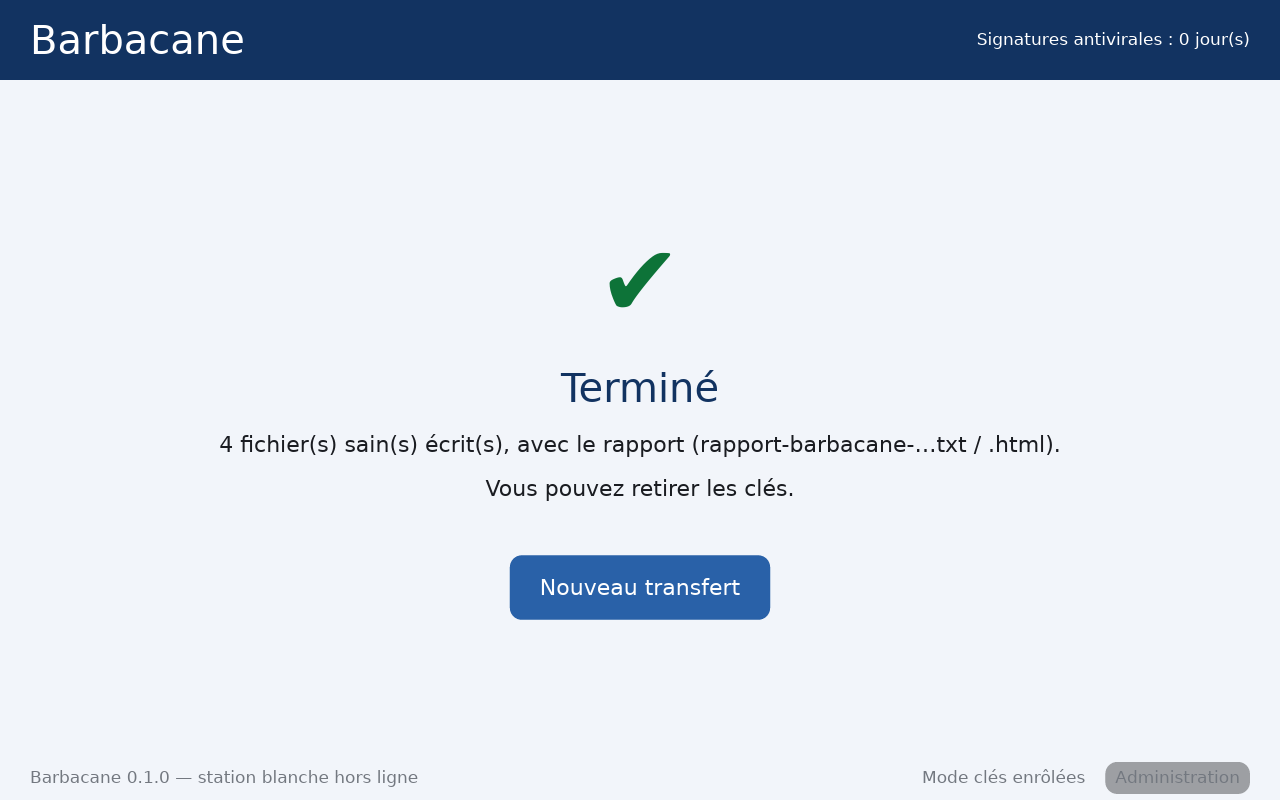 Barbacane
Signatures antivirales : 0 jour(s)
✔
Terminé
4 fichier(s) sain(s) écrit(s), avec le rapport (rapport-barbacane-…txt / .html).
Vous pouvez retirer les clés.
Nouveau transfert
Barbacane 0.1.0 — station blanche hors ligne
Mode clés enrôlées
Administration